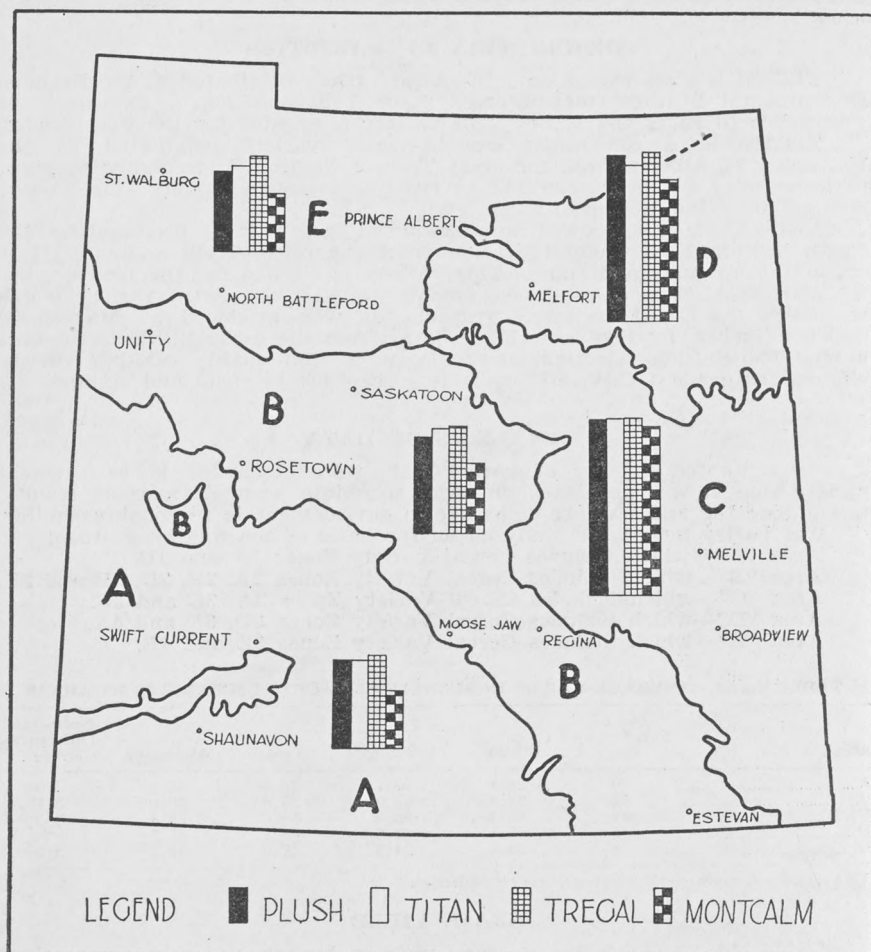 ST. WALBURG
E
PRINCE ALBERT
D
NORTH BATTLEFORD
MELFORT
UNITY
B
SASKATOON
ROSETOWN
B
C
MELVILLE
A
SWIFT CURRENT
MOOSE JAW
REGINA
BROADVIEW
B
SHAUNAVON
A
ESTEVAN
LEGEND PLUSH TITAN TREGAL MONTCALM